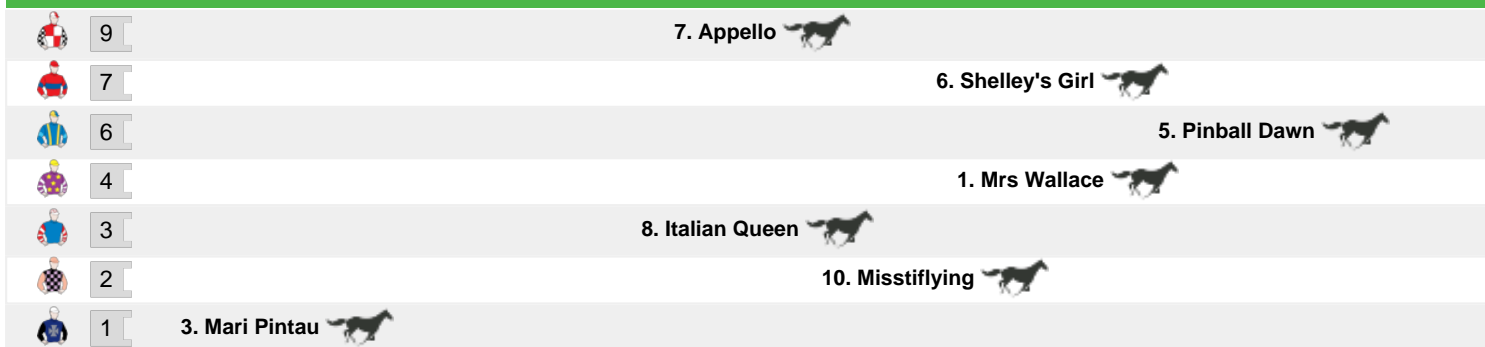 9 7. Appello
7 6. Shelley's Girl
6 5. Pinball Dawn
4 1. Mrs Wallace
3 8. Italian Queen
2 10. Misstiflying
1 3. Mari Pintau